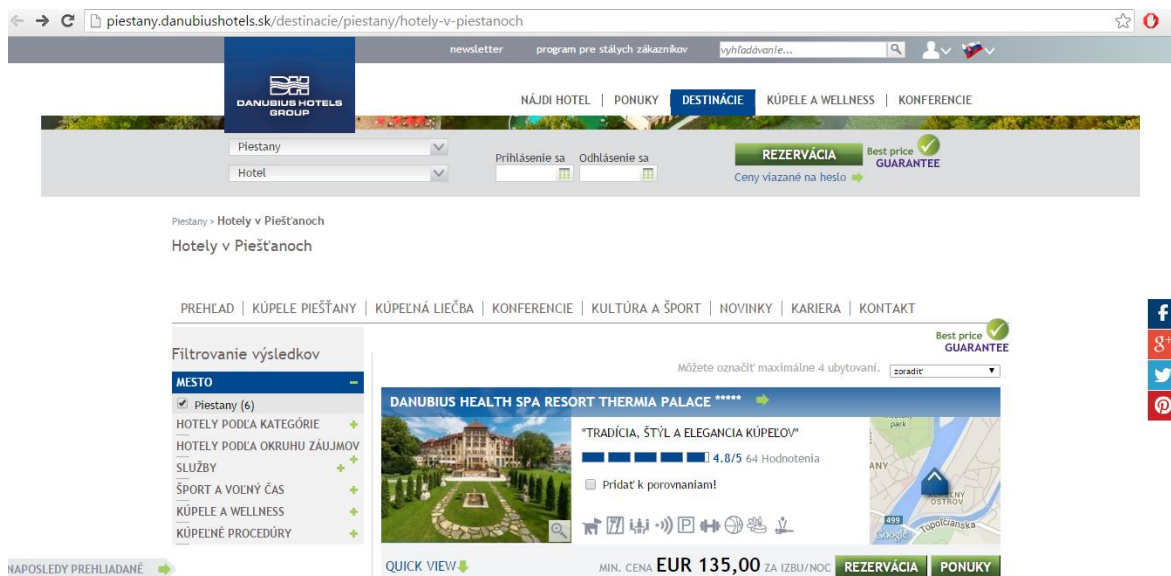 piestany.danubiushotels.sk/destinacie/piestany/hotely-v-piestanoch
newsletter program pre stálych zákazníkov vyhľadávanie...
DANUBIUS HOTELS
GROUP
NÁJDI HOTEL | PONUKY | DESTINÁCIE | KÚPELE A WELLNESS | KONFERENCIE
Piestany
Hotel
Prihlásenie sa Odhlásenie sa
REZERVÁCIA
Ceny viazané na heslo
Best price
GUARANTEE
Piestany > Hotely v Piešťanoch
Hotely v Piešťanoch
PREHĽAD | KÚPELE PIEŠŤANY | KÚPEĽNÁ LIEČBA | KONFERENCIE | KULTÚRA A ŠPORT | NOVINKY | KARIERA | KONTAKT
Best price
GUARANTEE
Filtrovanie výsledkov
Môžete označiť maximálne 4 ubytovaní. zoradiť
MESTO
Piestany (6)
HOTELY PODĽA KATEGÓRIE
HOTELY PODĽA OKRUHU ZÁUJMOV
SLUŽBY
ŠPORT A VOĽNÝ ČAS
KÚPELE A WELLNESS
KÚPEĽNÉ PROCEDÚRY
DANUBIUS HEALTH SPA RESORT THERMIA PALACE *****
"TRADÍCIA, ŠTÝL A ELEGANCIA KÚPEĽOV"
4.8/5 64 Hodnotenia
Pridať k porovnaniam!
park
ANY
OSTROV
499
Topoľčianska
Google
QUICK VIEW
MIN. CENA EUR 135,00 ZA IZBU/NOC REZERVÁCIA PONUKY
NAPOSLEDY PREHLIADANÉ